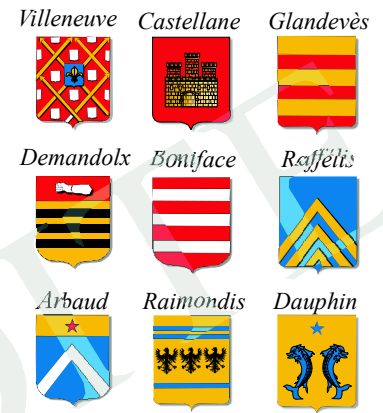 Villeneuve Castellane Glandevès
Demandolx Boniface Raffélis
Arbaud Raimondis Dauphin